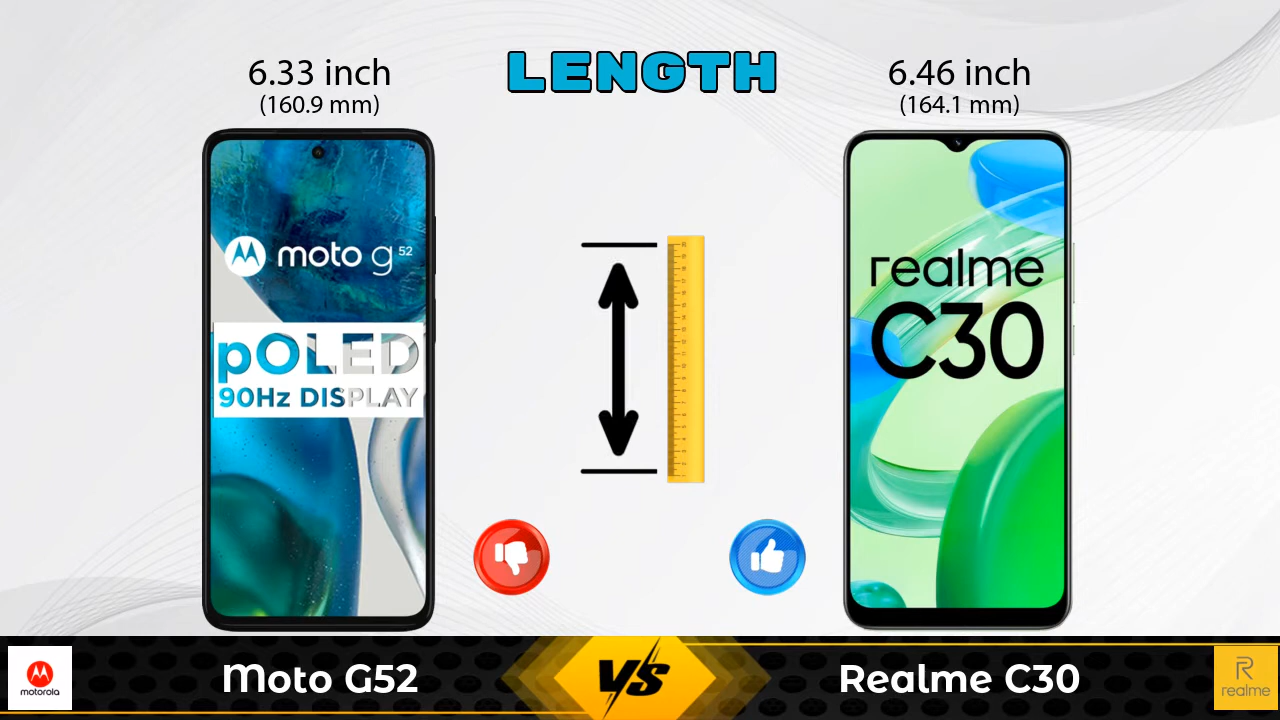 LENGTH
6.33 inch
(160.9 mm)
6.46 inch
(164.1 mm)
moto g52
pOLED
90Hz DISPLAY
realme
C30
motorola
Moto G52
VS
Realme C30
R
realme